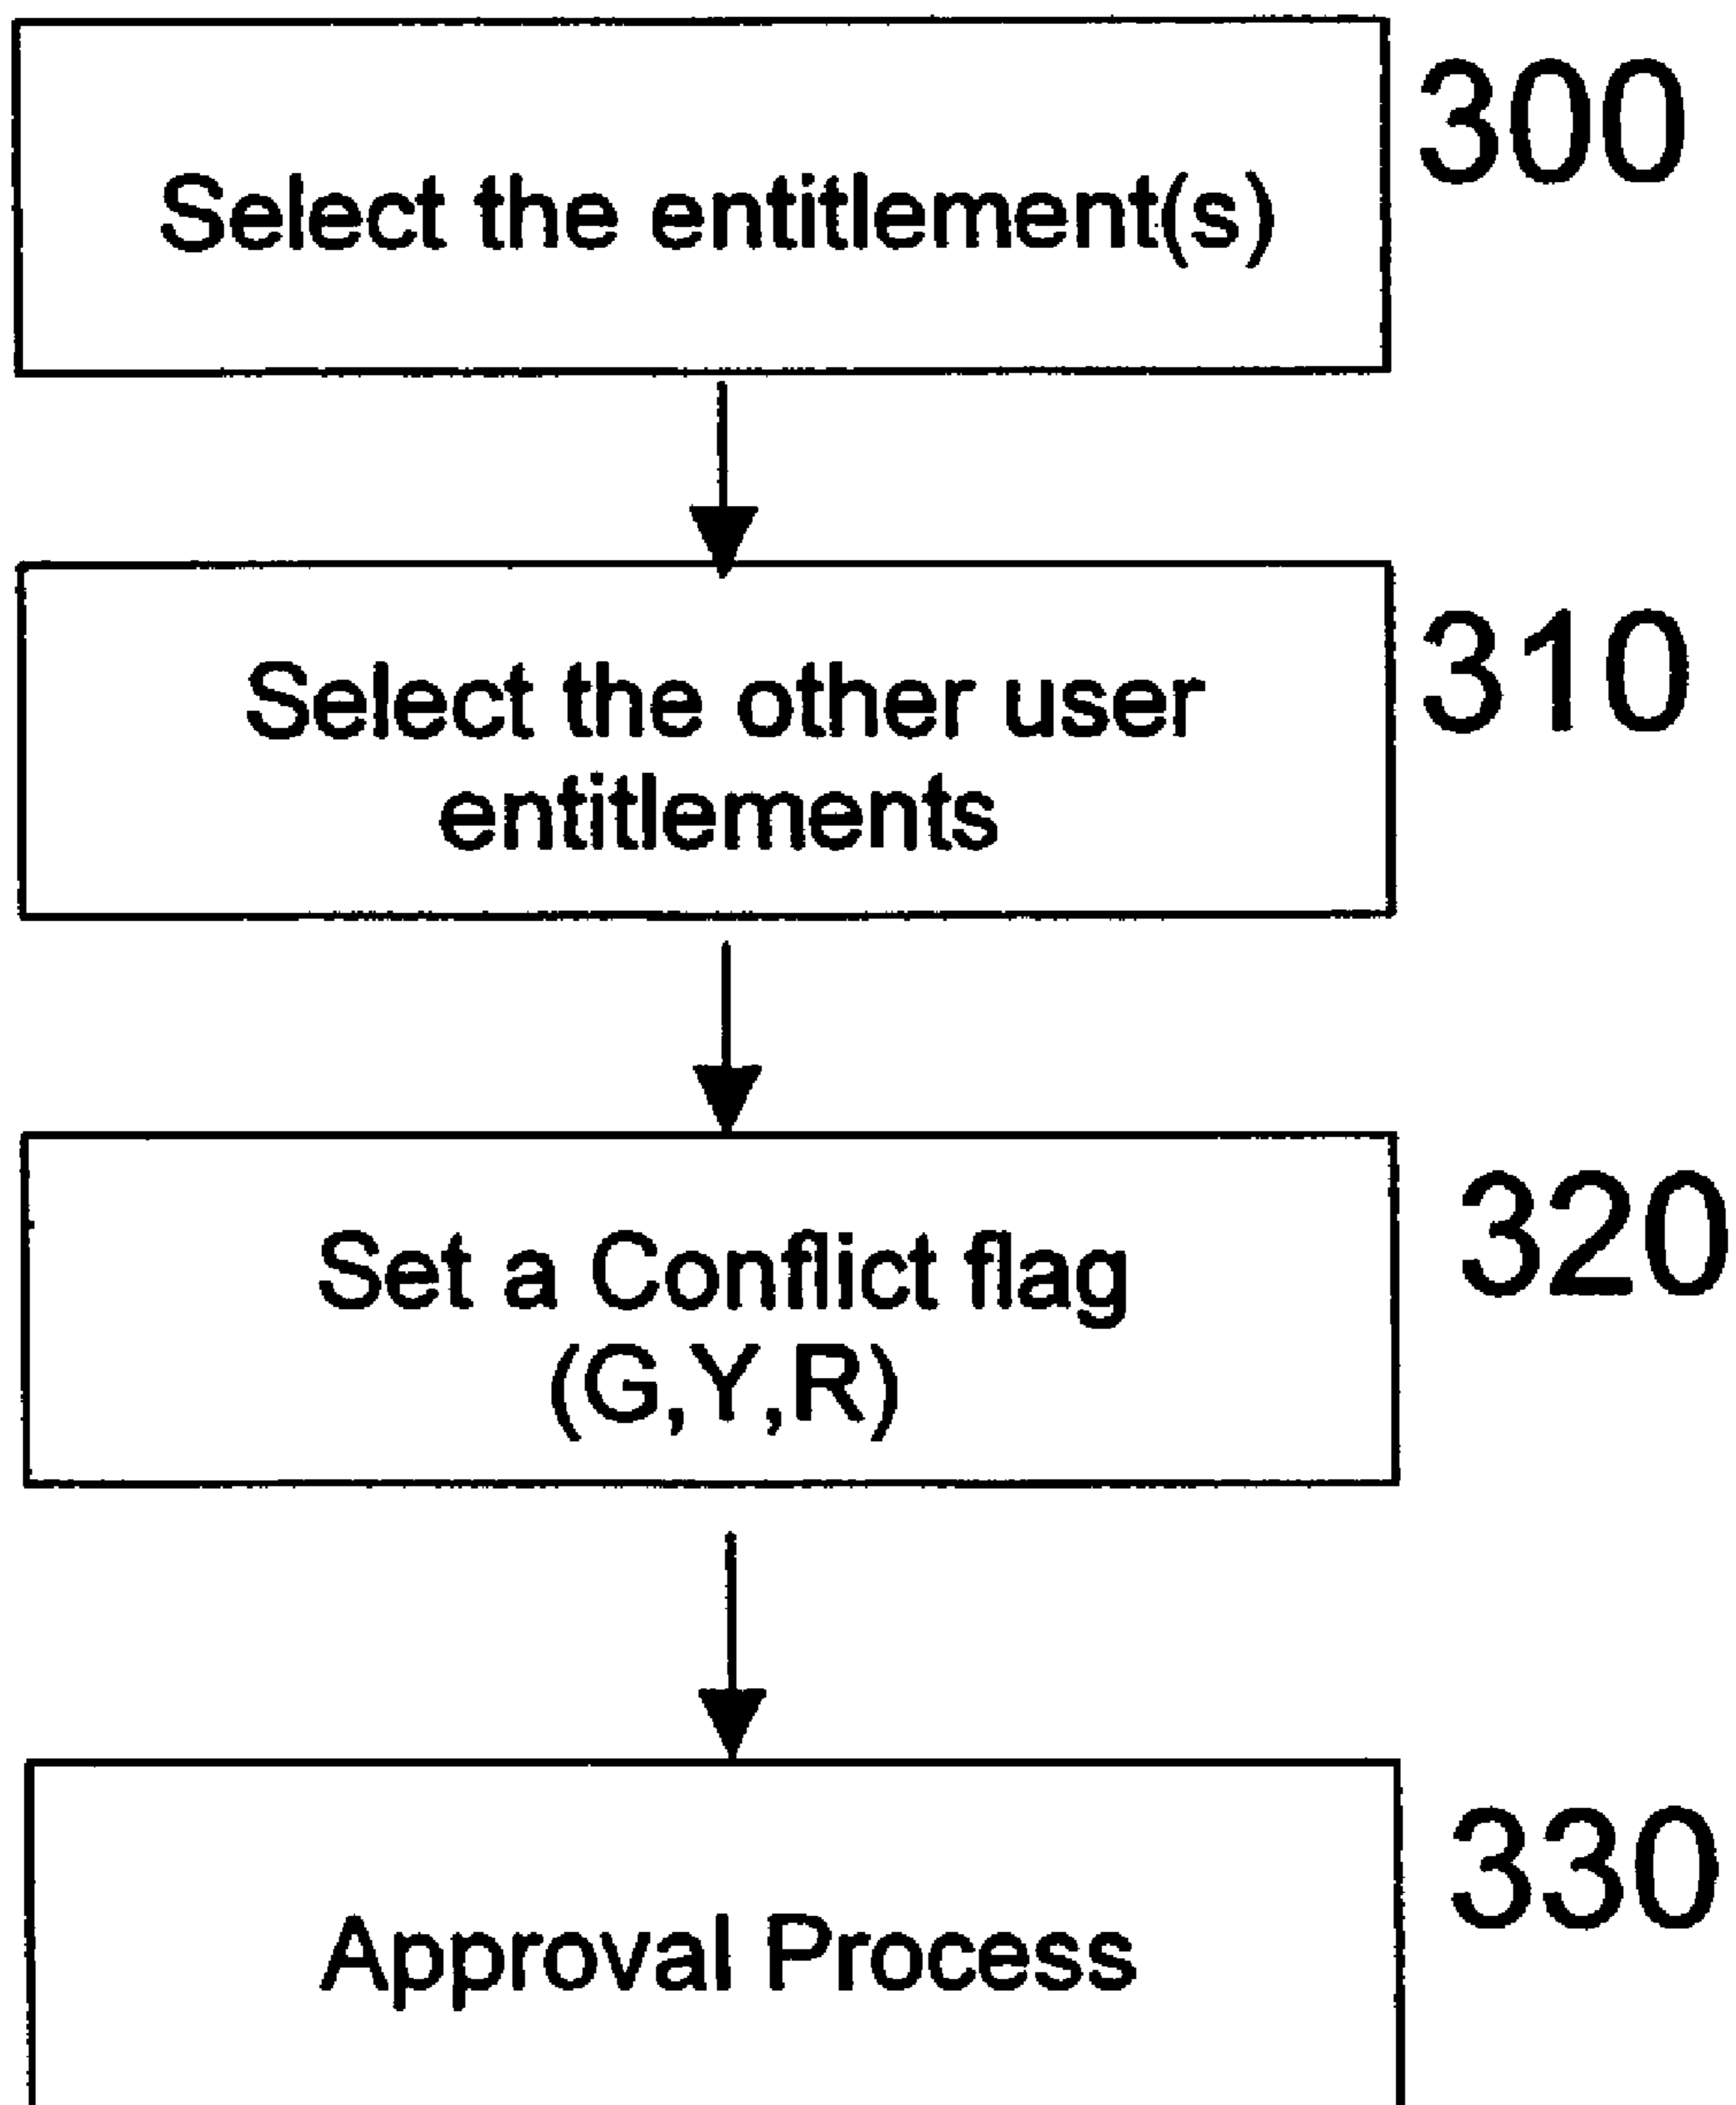 Select the entitlement(s)
300
Select the other user
entitlements
310
Set a Conflict flag
(G,Y,R)
320
Approval Process
330